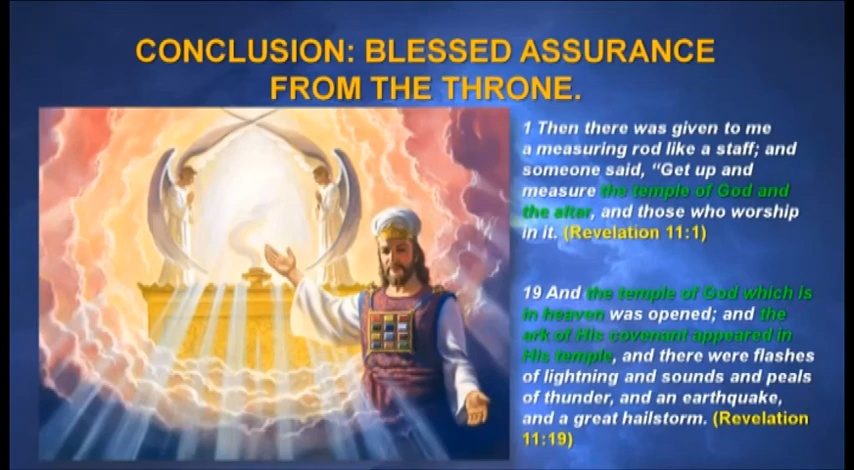 CONCLUSION: BLESSED ASSURANCE
FROM THE THRONE.
1 Then there was given to me
a measuring rod like a staff; and
someone said, “Get up and
measure the temple of God and
the altar, and those who worship
in it. (Revelation 11:1)
19 And the temple of God which is
in heaven was opened; and the
ark of His covenant appeared in
His temple, and there were flashes
of lightning and sounds and peals
of thunder, and an earthquake,
and a great hailstorm. (Revelation
11:19)